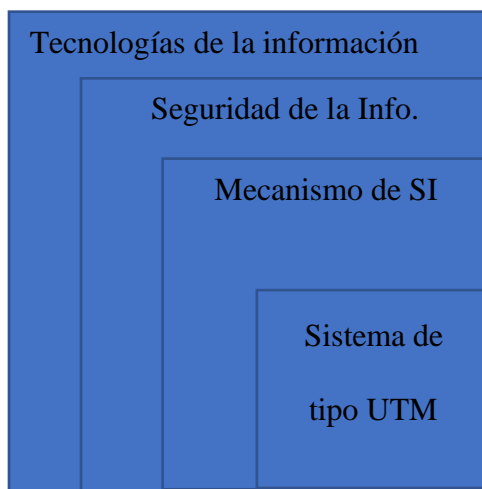 Tecnologías de la información
Seguridad de la Info.
Mecanismo de SI
Sistema de
tipo UTM